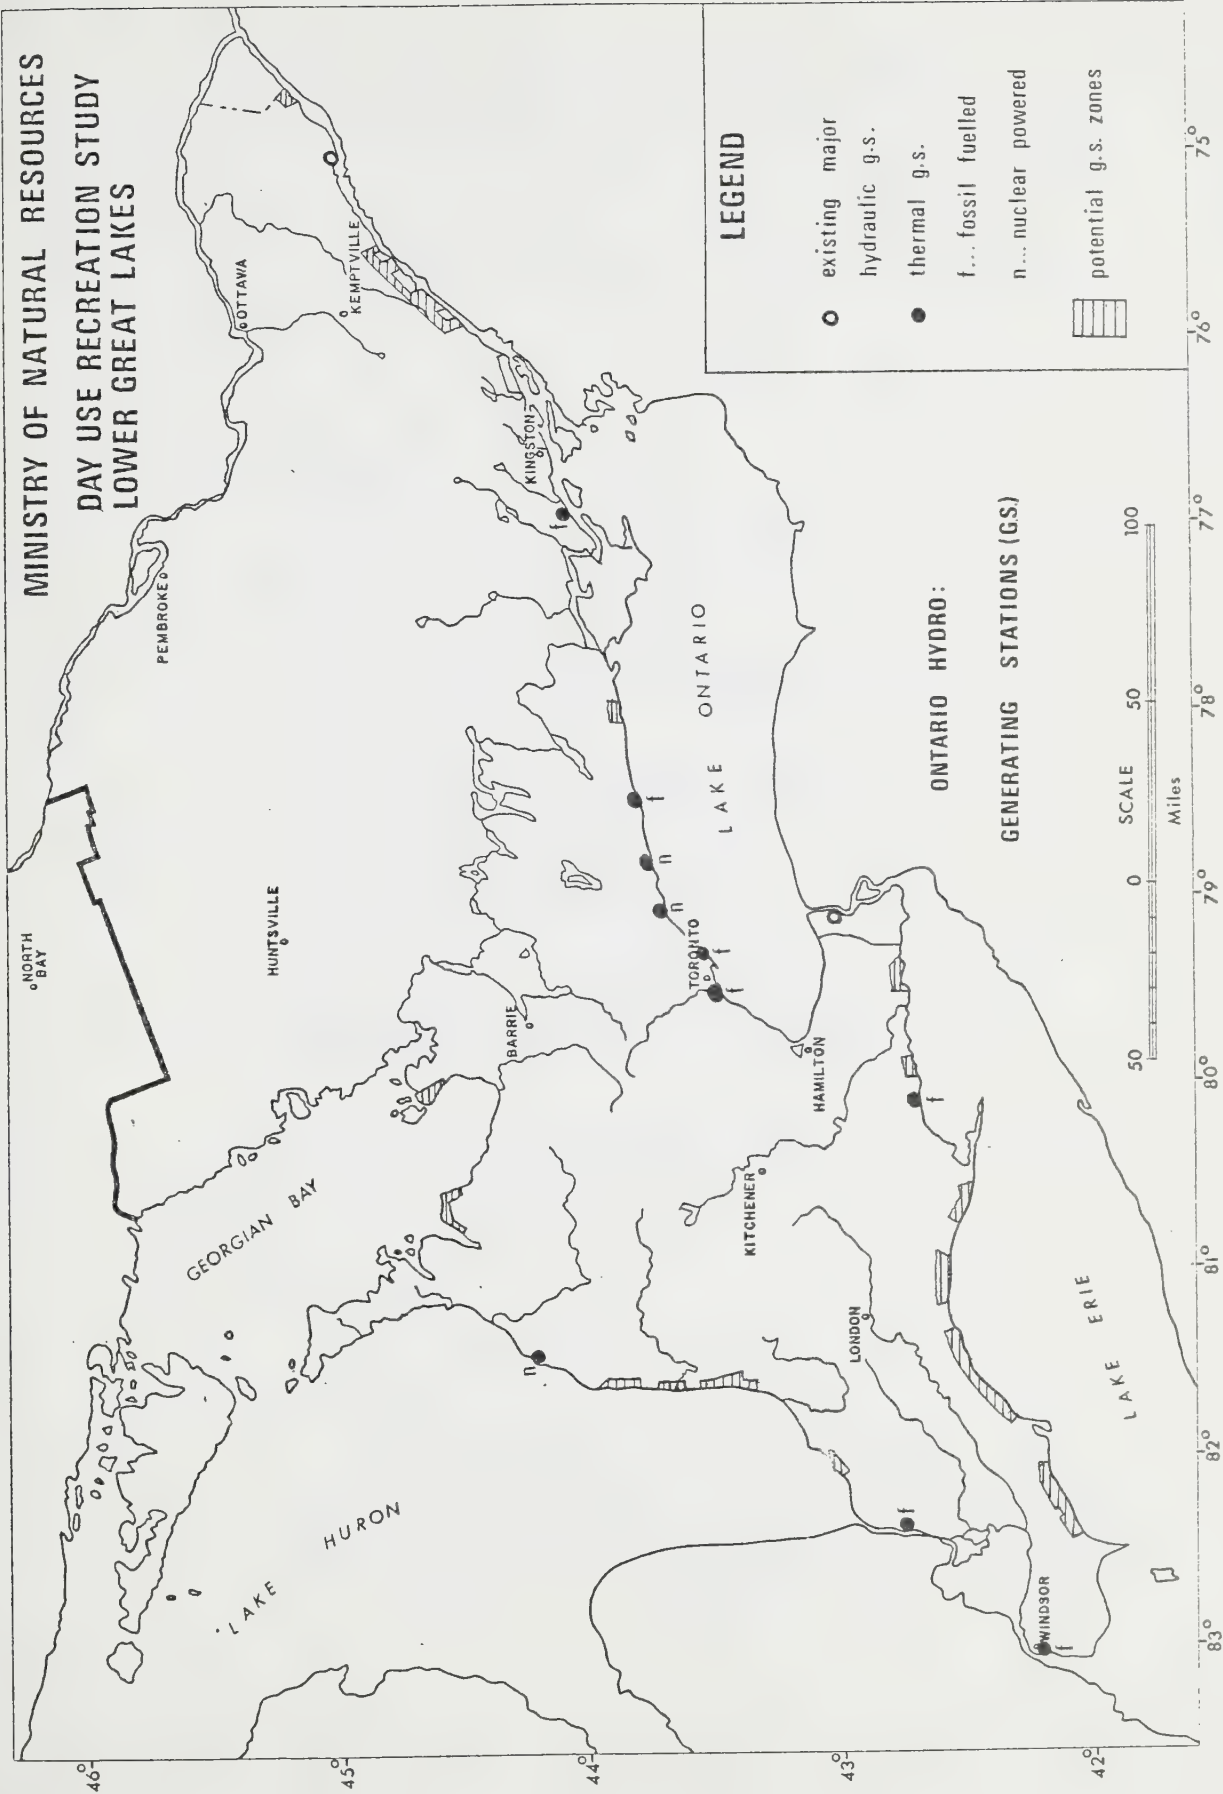 MINISTRY OF NATURAL RESOURCES
DAY USE RECREATION STUDY
LOWER GREAT LAKES
NORTH
BAY
PEMBROKE
HUNTSVILLE
OTTAWA
KEMPTVILLE
GEORGIAN BAY
BARRIE
KINGSTON
f
LAKE HURON
n
TORONTO
f
f
n
n
f
LAKE ONTARIO
KITCHENER
HAMILTON
LONDON
f
f
WINDSOR
f
LAKE ERIE
LEGEND
existing major
hydraulic g.s.
thermal g.s.
f... fossil fuelled
n... nuclear powered
potential g.s. zones
ONTARIO HYDRO:
GENERATING STATIONS (G.S.)
SCALE
50 0 50 100
Miles
46°
45°
44°
43°
42°
83° 82° 81° 80° 79° 78° 77° 76° 75°